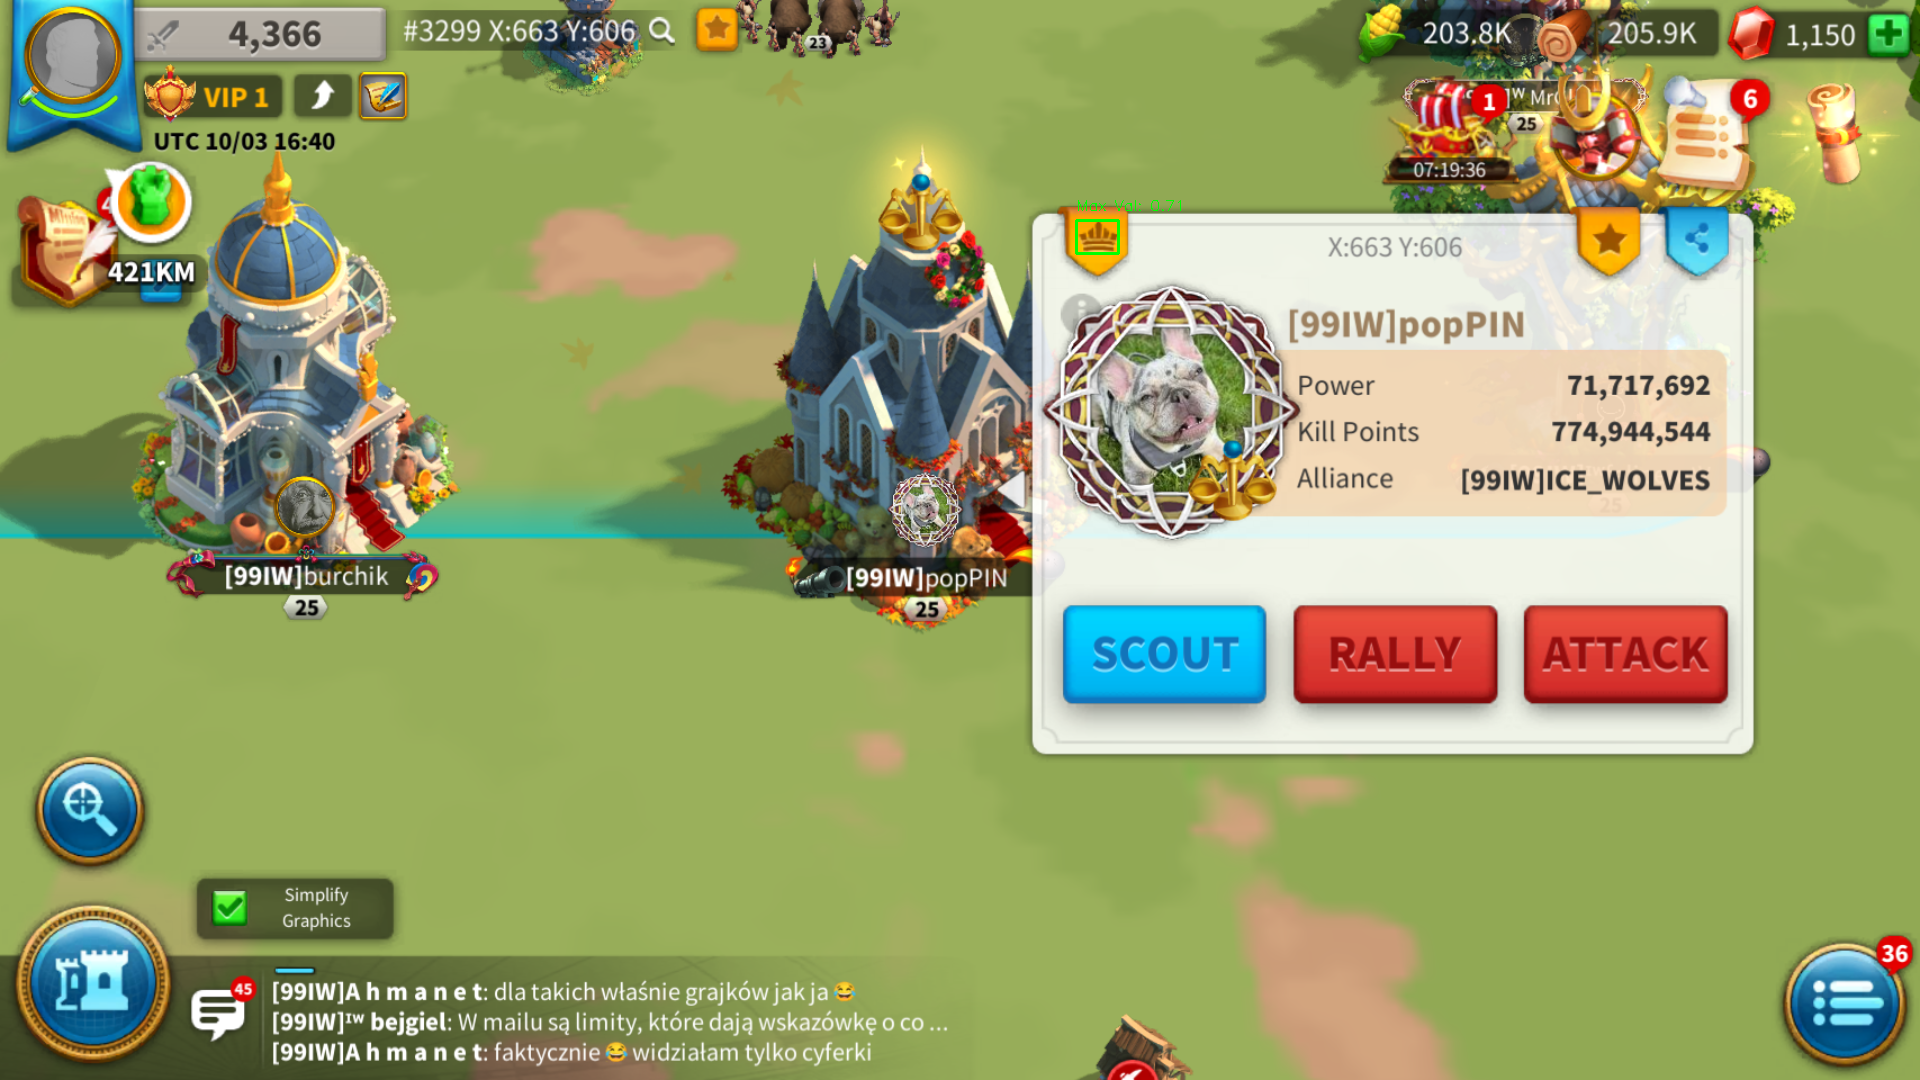 4,366
#3299 X:663 Y:606
23
203.8K
205.9K
1,150
VIP 1
UTC 10/03 16:40
1
25
6
07:19:36
421KM
X:663 Y:606
[99IW]popPIN
Power 71,717,692
Kill Points 774,944,544
Alliance [99IW]ICE_WOLVES
SCOUT
RALLY
ATTACK
[99IW]burchik
25
[99IW]popPIN
25
Simplify
Graphics
45
[99IW]A h m a n e t: dla takich właśnie grajków jak ja 😂
[99IW]ᴵᵂ bejgiel: W mailu są limity, które dają wskazówkę o co ...
[99IW]A h m a n e t: faktycznie 😂 widziałam tylko cyferki
36